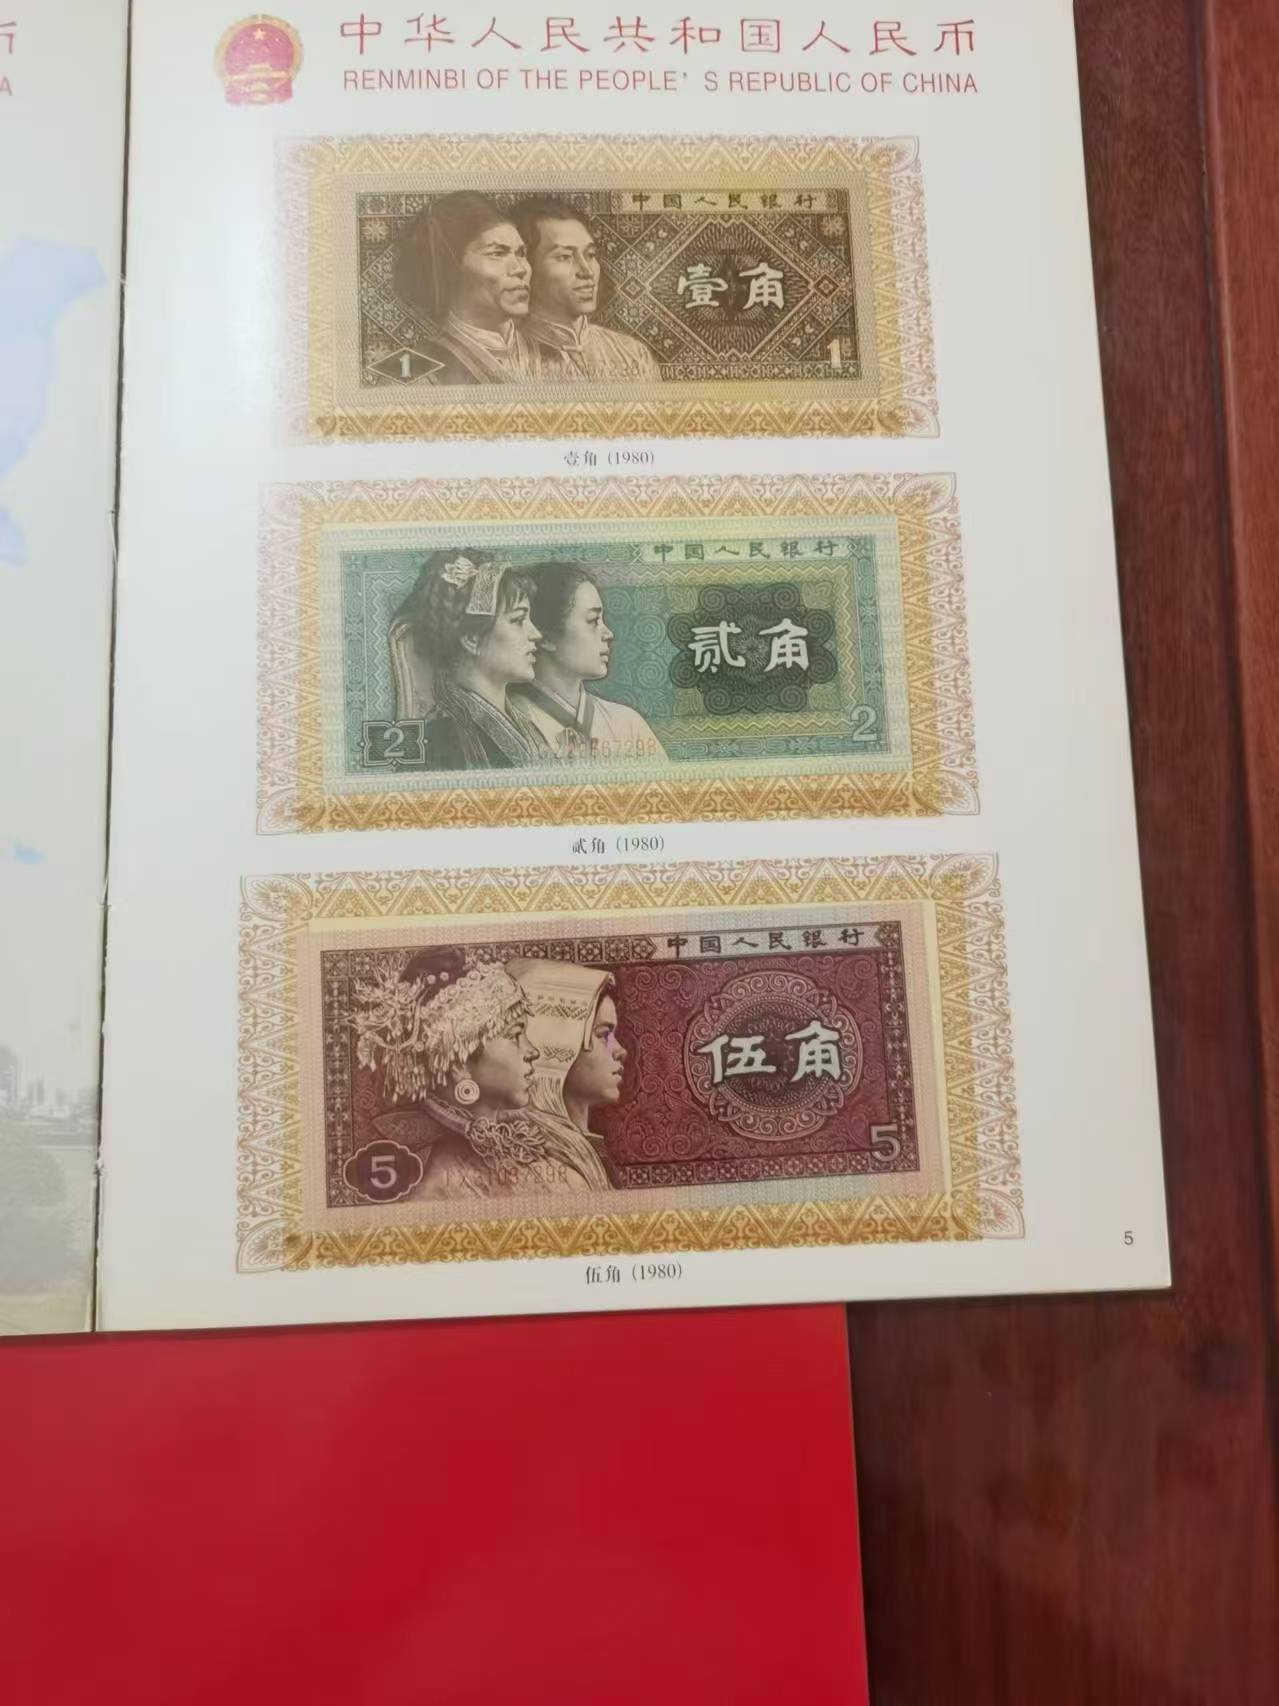 币
A
中华人民共和国人民币
RENMINBI OF THE PEOPLE'S REPUBLIC OF CHINA
中国人民银行
壹角
1
1
壹角 (1980)
中国人民银行
贰角
2
2
贰角 (1980)
中国人民银行
伍角
5
5
伍角 (1980)
5